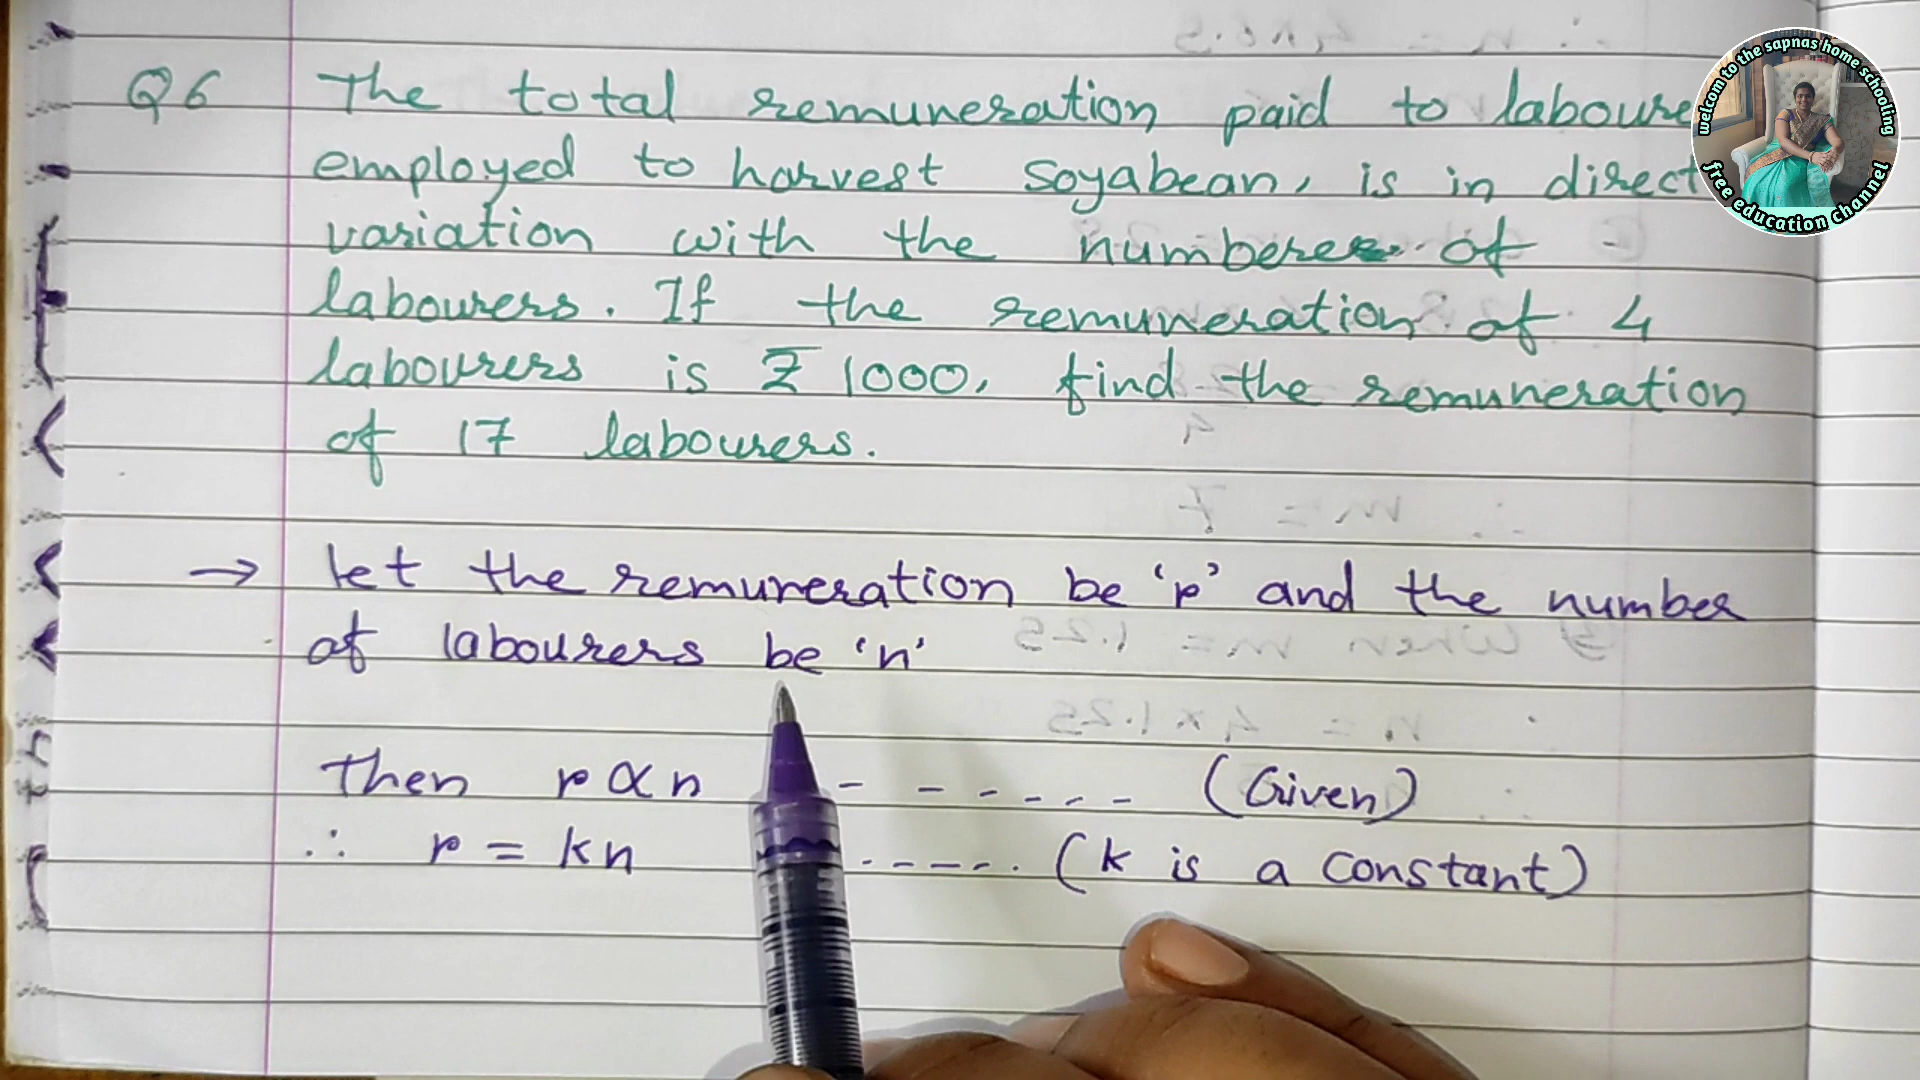 Q6 The total remuneration paid to laboure
employed to harvest soyabean, is in direct
variation with the number of
labourers. If the remuneration of 4
labourers is ₹ 1000, find the remuneration
of 17 labourers.
→ let the remuneration be 'r' and the number
of labourers be 'n'
Then r ∝ n - - - - - - (Given)
∴ r = kn ------ (k is a constant)
welcom to the sapnas home schooling
free education channel